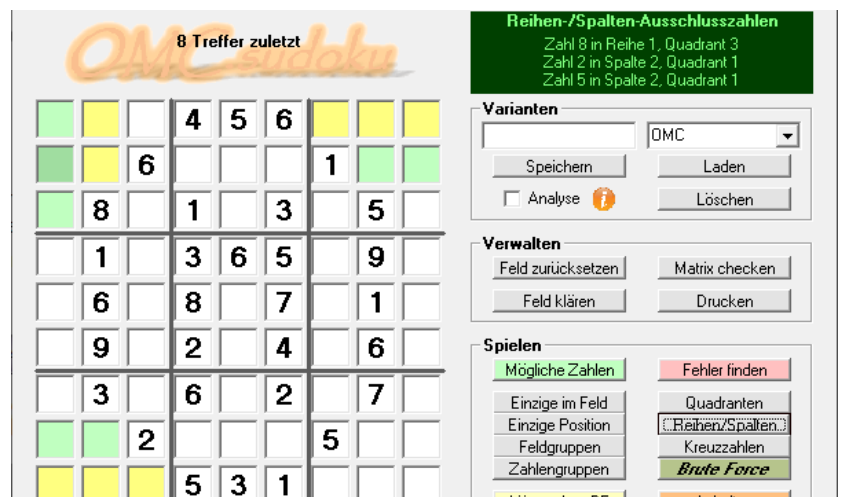 OMC sudoku
8 Treffer zuletzt
Reihen-/Spalten-Ausschlusszahlen
Zahl 8 in Reihe 1, Quadrant 3
Zahl 2 in Spalte 2, Quadrant 1
Zahl 5 in Spalte 2, Quadrant 1
4 5 6
6 1
8 1 3 5
1 3 6 5 9
6 8 7 1
9 2 4 6
3 6 2 7
2 5
5 3 1
Varianten
OMC
Speichern Laden
Analyse i Löschen
Verwalten
Feld zurücksetzen Matrix checken
Feld klären Drucken
Spielen
Mögliche Zahlen Fehler finden
Einzige im Feld Quadranten
Einzige Position Reihen/Spalten
Feldgruppen Kreuzzahlen
Zahlengruppen Brute Force